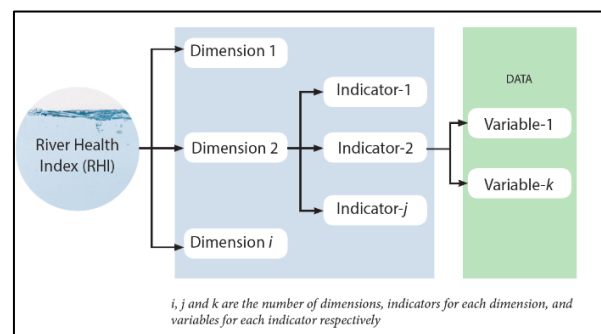 Dimension 1
DATA
Indicator-1
Variable-1
River Health
Index (RHI)
Dimension 2
Indicator-2
Variable-k
Indicator-j
Dimension i
i, j and k are the number of dimensions, indicators for each dimension, and
variables for each indicator respectively